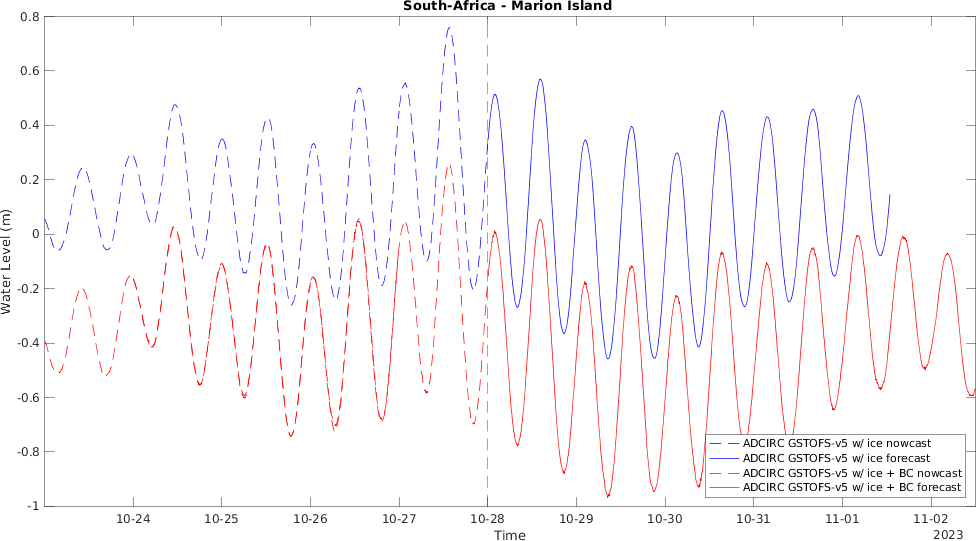 South-Africa - Marion Island
0.8
0.6
0.4
0.2
0
-0.2
-0.4
-0.6
-0.8
-1
Water Level (m)
ADCIRC GSTOFS-v5 w/ ice nowcast
ADCIRC GSTOFS-v5 w/ ice forecast
ADCIRC GSTOFS-v5 w/ ice + BC nowcast
ADCIRC GSTOFS-v5 w/ ice + BC forecast
10-24 10-25 10-26 10-27 10-28 10-29 10-30 10-31 11-01 11-02
Time
2023